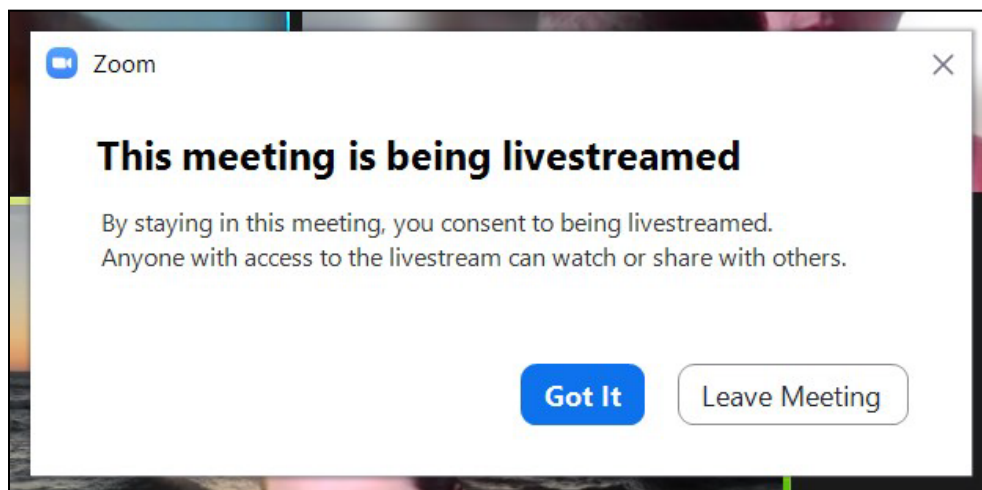 Zoom
This meeting is being livestreamed
By staying in this meeting, you consent to being livestreamed.
Anyone with access to the livestream can watch or share with others.
Got It
Leave Meeting